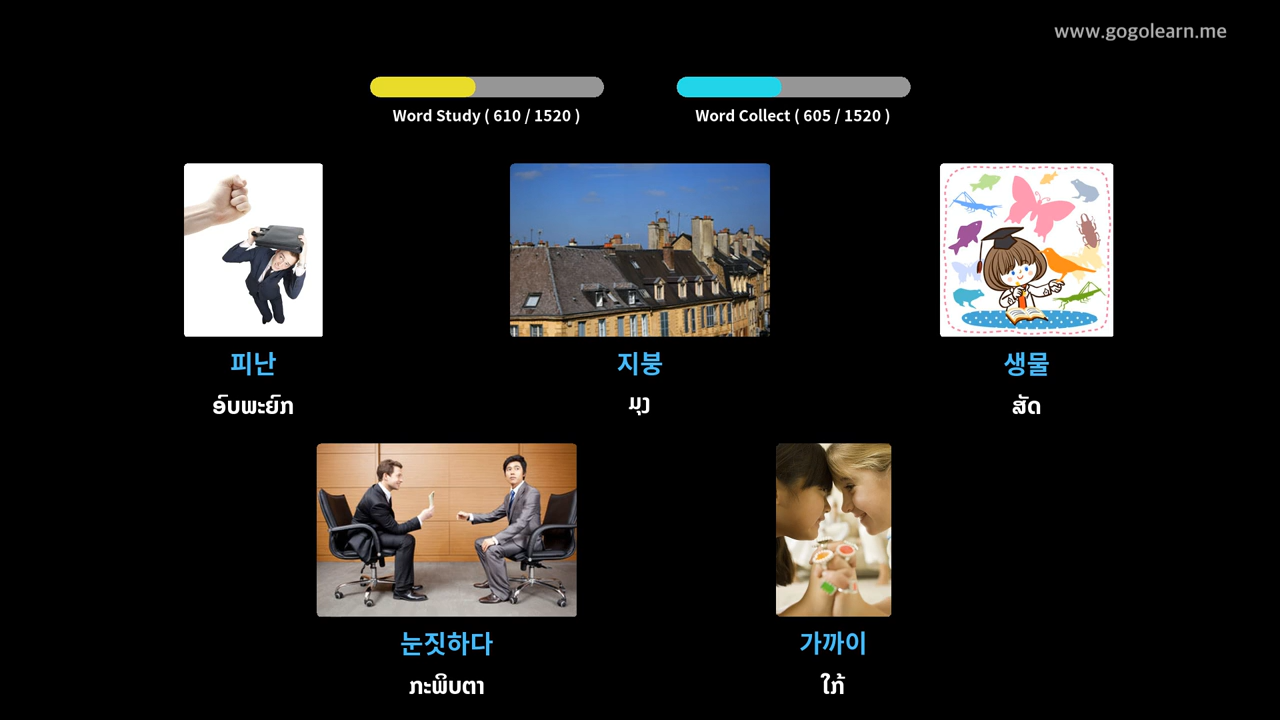 www.gogolearn.me
Word Study ( 610 / 1520 )
Word Collect ( 605 / 1520 )
피난
ອົບພະຍົກ
지붕
ມຸງ
생물
ສັດ
눈짓하다
ກະພິບຕາ
가까이
ໃກ້